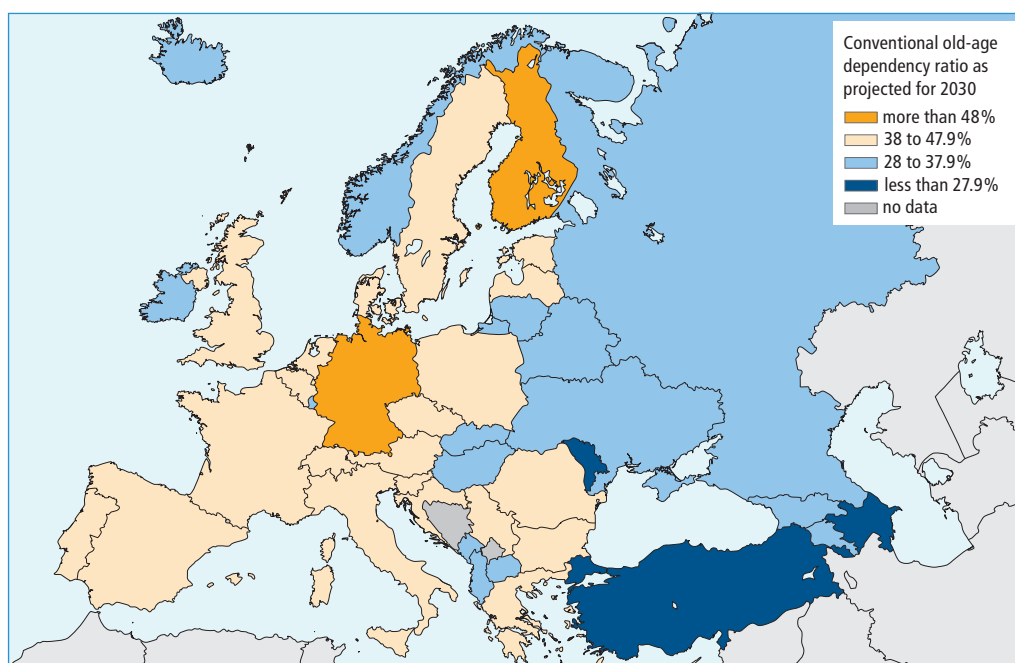 Conventional old-age
dependency ratio as
projected for 2030
more than 48%
38 to 47.9%
28 to 37.9%
less than 27.9%
no data